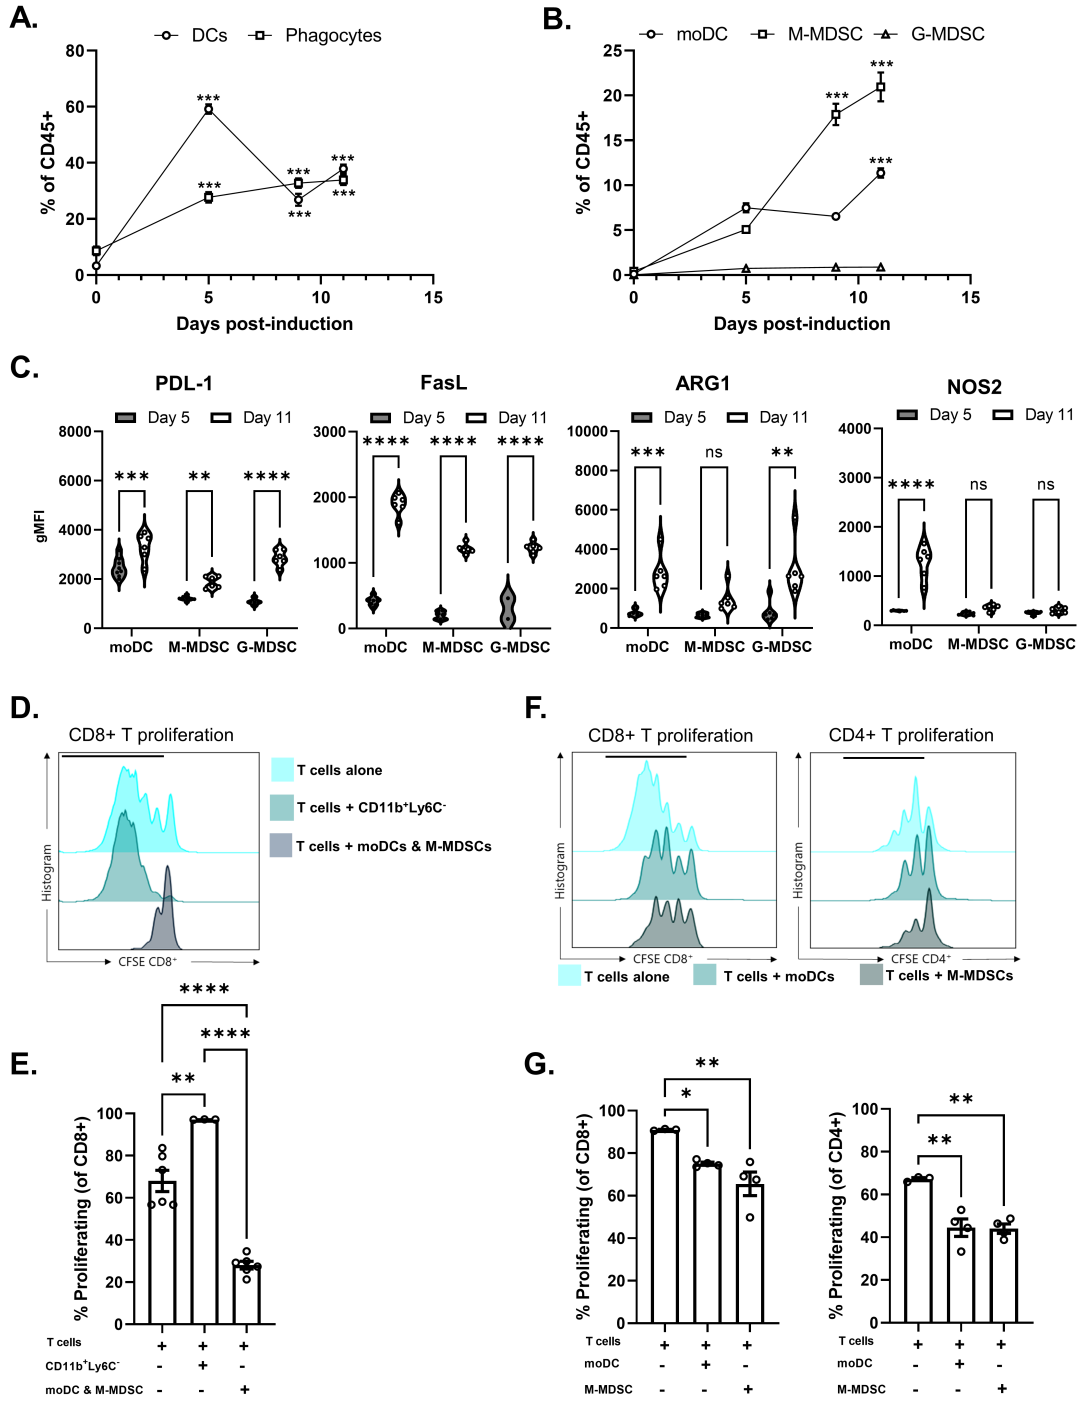 A.
DCs Phagocytes
% of CD45+
80
60
40
20
0
***
***
***
***
***
***
0 5 10 15
Days post-induction
B.
moDC M-MDSC G-MDSC
% of CD45+
25
20
15
10
5
0
***
***
***
0 5 10 15
Days post-induction
C.
PDL-1
Day 5 Day 11
gMFI
8000
6000
4000
2000
0
*** ** ****
moDC M-MDSC G-MDSC
FasL
Day 5 Day 11
3000
2000
1000
0
**** **** ****
moDC M-MDSC G-MDSC
ARG1
Day 5 Day 11
10000
8000
6000
4000
2000
0
*** ns **
moDC M-MDSC G-MDSC
NOS2
Day 5 Day 11
4000
3000
2000
1000
0
**** ns ns
moDC M-MDSC G-MDSC
D.
CD8+ T proliferation
Histogram
CFSE CD8+
T cells alone
T cells + CD11b+Ly6C-
T cells + moDCs & M-MDSCs
F.
CD8+ T proliferation
Histogram
CFSE CD8+
CD4+ T proliferation
Histogram
CFSE CD4+
T cells alone T cells + moDCs T cells + M-MDSCs
E.
****
****
**
% Proliferating (of CD8+)
100
80
60
40
20
0
T cells + + +
CD11b+Ly6C- - + -
moDC & M-MDSC - - +
G.
**
*
% Proliferating (of CD8+)
100
80
60
40
20
0
T cells + + +
moDC - + -
M-MDSC - - +
**
**
% Proliferating (of CD4+)
100
80
60
40
20
0
T cells + + +
moDC - + -
M-MDSC - - +